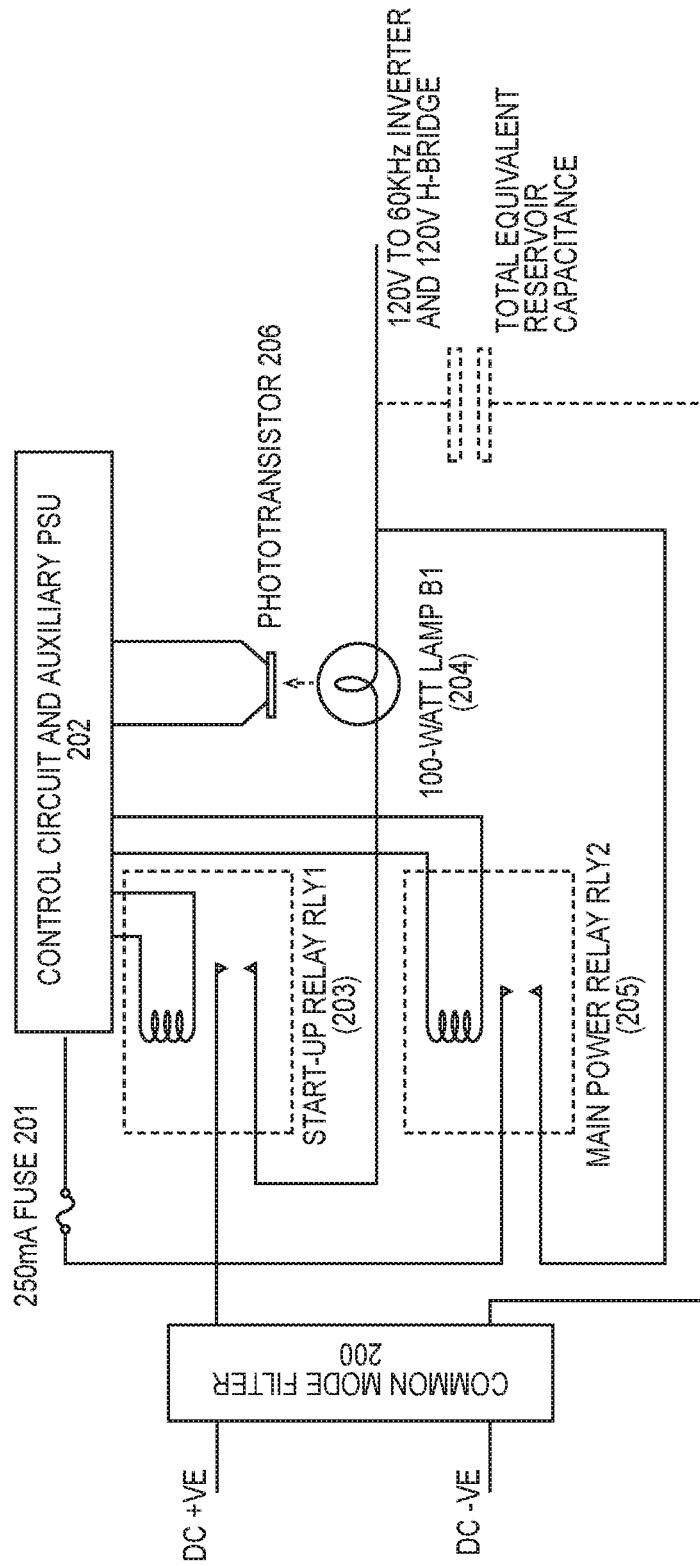 250mA FUSE 201
CONTROL CIRCUIT AND AUXILIARY PSU
202
PHOTOTRANSISTOR 206
DC +VE
DC -VE
COMMON MODE FILTER
200
START-UP RELAY RLY1
(203)
100-WATT LAMP B1
(204)
MAIN POWER RELAY RLY2
(205)
120V TO 60KHz INVERTER
AND 120V H-BRIDGE
TOTAL EQUIVALENT
RESERVOIR
CAPACITANCE